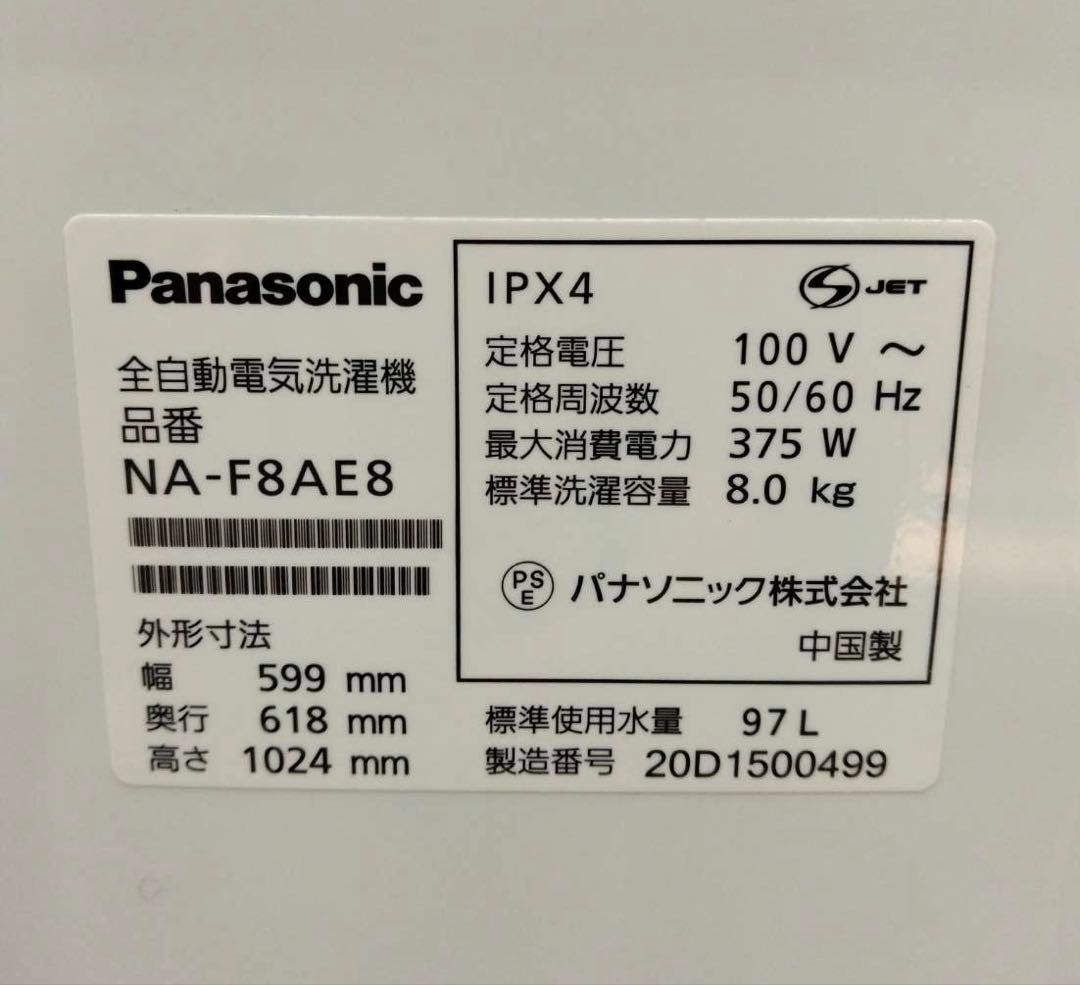 Panasonic
全自動電気洗濯機
品番
NA-F8AE8
外形寸法
幅 599 mm
奥行 618 mm
高さ 1024 mm
IPX4 S JET
定格電圧 100 V ～
定格周波数 50/60 Hz
最大消費電力 375 W
標準洗濯容量 8.0 kg
PSE パナソニック株式会社
中国製
標準使用水量 97 L
製造番号 20D1500499